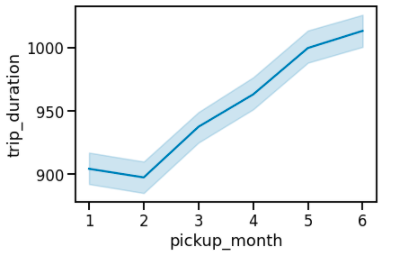 trip_duration
1000
950
900
1 2 3 4 5 6
pickup_month